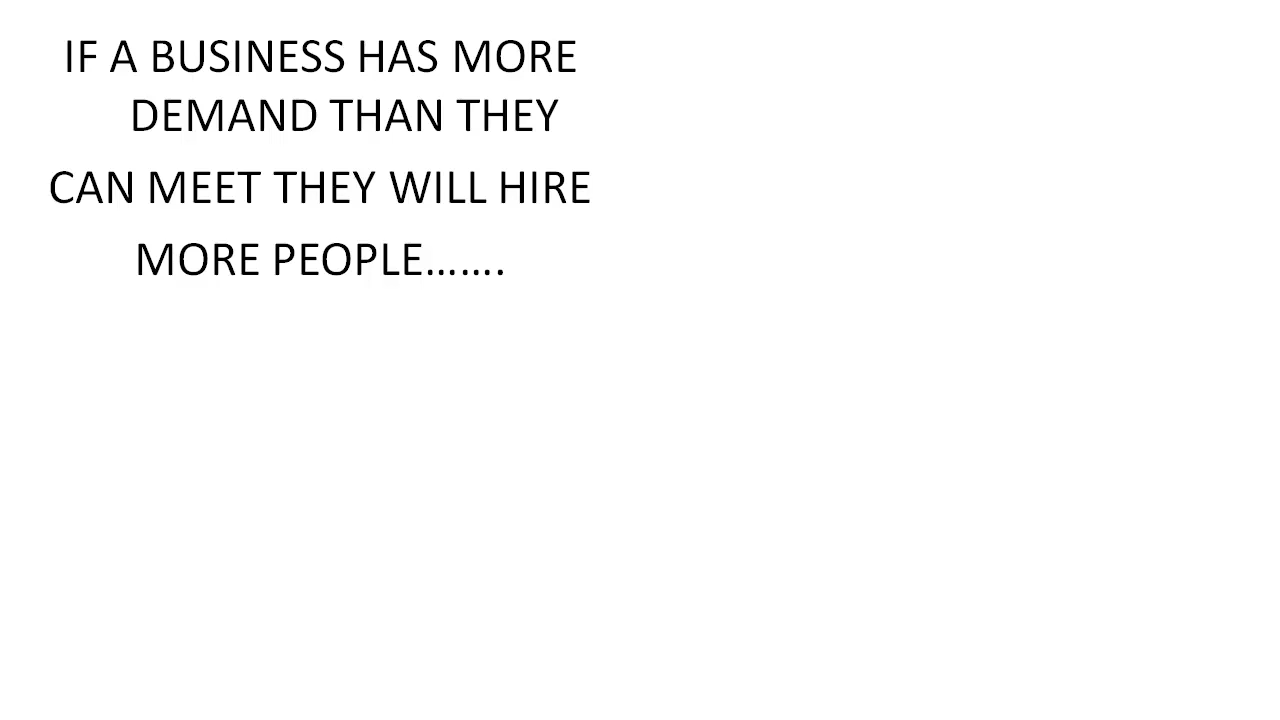 IF A BUSINESS HAS MORE
DEMAND THAN THEY
CAN MEET THEY WILL HIRE
MORE PEOPLE…….